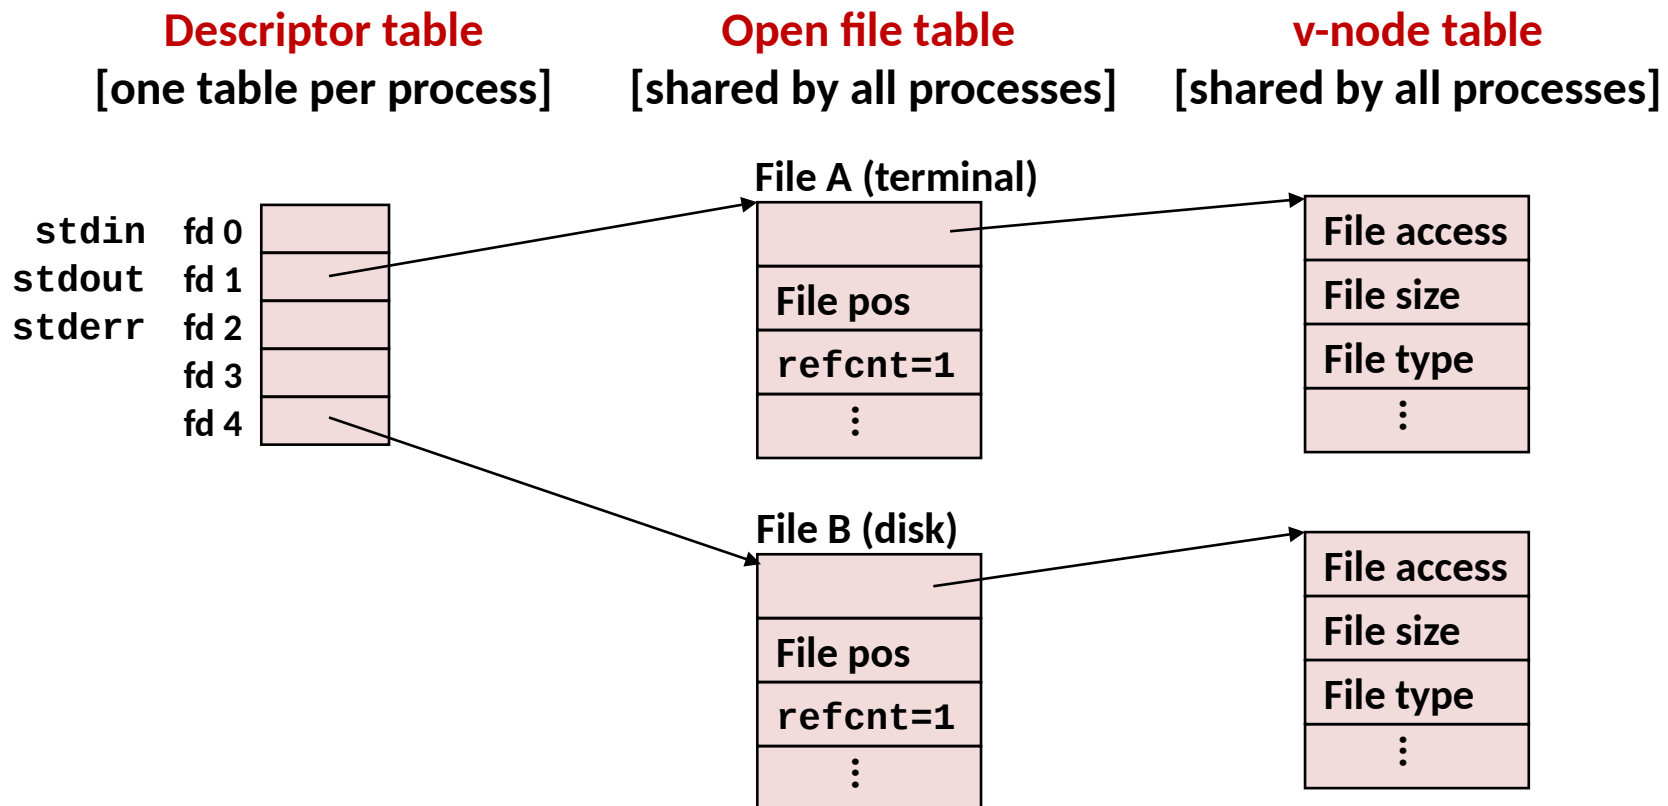 Descriptor table
[one table per process]
Open file table
[shared by all processes]
v-node table
[shared by all processes]
stdin fd 0
stdout fd 1
stderr fd 2
fd 3
fd 4
File A (terminal)
File pos
refcnt=1
⋮
File access
File size
File type
⋮
File B (disk)
File pos
refcnt=1
⋮
File access
File size
File type
⋮